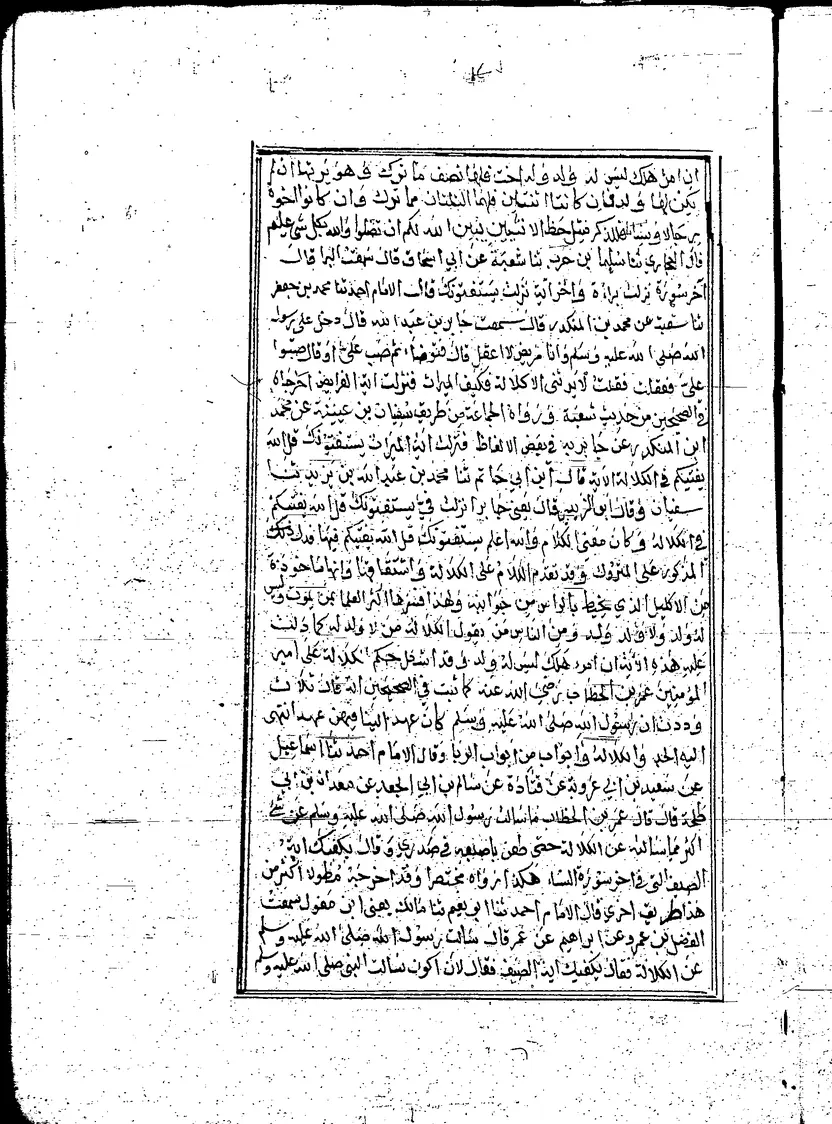 ان امرؤ هلك ليس له ولد وله اخت فلها نصف ما ترك وهو يرثها ان لم
يكن لها ولد فان كانتا اثنتين فلهما الثلثان مما ترك وان كانوا اخوة
رجالا ونساء فللذكر مثل حظ الانثيين يبين الله لكم ان تضلوا والله بكل شئ عليم
قال البخاري ثنا سليمان بن حرب ثنا شعبة عن ابي اسحاق قال سمعت البرا قال
آخر سورة نزلت براءة وآخر اية نزلت يستفتونك وقال الامام احمد ثنا محمد بن جعفر
ثنا شعبة عن محمد بن المنكدر قال سمعت جابر بن عبد الله قال دخل علي رسول
الله صلى الله عليه وسلم وانا مريض لا اعقل قال فتوضا ثم صب علي او قال صبوا
علي فعقلت فقلت لا يرثني الا كلالة فكيف الميراث فنزلت اية الفرايض اخرجاه
في الصحيحين من حديث شعبة ورواه الجماعة من طريق سفيان بن عيينة عن محمد
ابن المنكدر عن جابر به في بعض الالفاظ فنزلت اية الميراث يستفتونك قل الله
يفتيكم في الكلالة الاية قال ابن ابي حاتم ثنا محمد بن عبد الله بن يزيد ثنا
سفيان وقال ابو الزبير قال يعني جابرا نزلت في يستفتونك قل الله يفتيكم
في الكلالة وكان معنى الكلام والله اعلم يستفتونك قل الله يفتيكم فيها فدل ذلك
المذكور على المتروك وقد تقدم الكلام على الكلالة واشتقاقها وانها ماخوذة
من الاكليل الذي يحيط بالراس من جوانبه ولهذا فسرها اكثر العلما بمن يموت وليس
له ولد ولا والد وليد ومن الناس من يقول الكلالة من لا ولد له كما دلت
عليه هذه الاية ان امرؤ هلك ليس له ولد وقد اشكل حكم الكلالة على امير
المؤمنين عمر بن الخطاب رضي الله عنه كما ثبت في الصحيحين انه قال ثلاث
وددت ان رسول الله صلى الله عليه وسلم كان عهد الينا فيهن عهد انتهى
اليه الجد والكلالة وابواب من ابواب الربا وقال الامام احمد ثنا اسماعيل
عن سعيد بن ابي عروبة عن قتادة عن سالم بن ابي الجعد عن معدان بن ابي
طلحة قال قال عمر بن الخطاب ما سالت رسول الله صلى الله عليه وسلم عن شئ
اكثر مما سالته عن الكلالة حتى طعن باصبعه في صدري وقال يكفيك اية
الصيف التي في اخر سورة النساء هكذا رواه مختصرا وقد اخرجه مطولا اكثر من
هذا طريق اخرى قال الامام احمد ثنا ابو نعيم ثنا مالك يعني ابن مغول سمعت
الفضل بن عمرو عن ابراهيم عن عمر قال سالت رسول الله صلى الله عليه وسلم
عن الكلالة فقال يكفيك اية الصيف فقال لان اكون سالت النبي صلى الله عليه وسلم